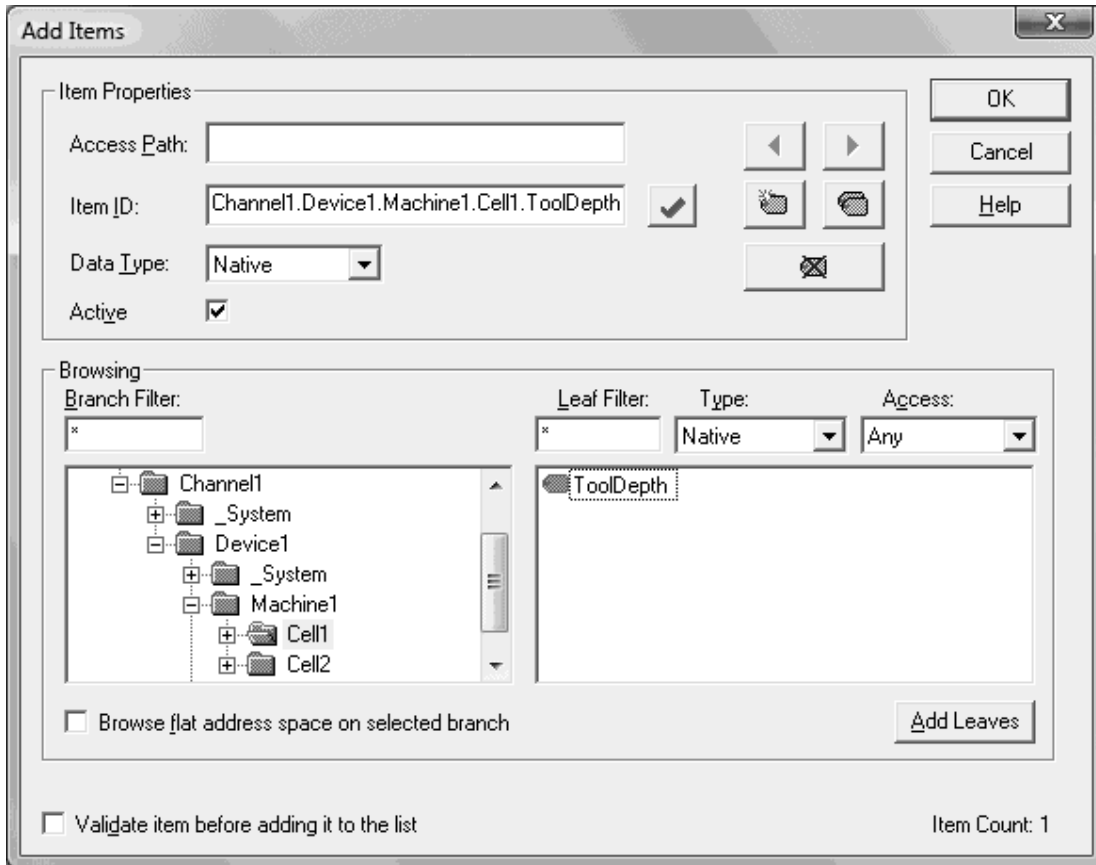 Add Items
Item Properties
OK
Access Path:
Cancel
Item ID: Channel1.Device1.Machine1.Cell1.ToolDepth
Help
Data Type: Native
Active
Browsing
Branch Filter: Leaf Filter: Type: Access:
* * Native Any
Channel1
ToolDepth
_System
Device1
_System
Machine1
Cell1
Cell2
Browse flat address space on selected branch
Add Leaves
Validate item before adding it to the list
Item Count: 1